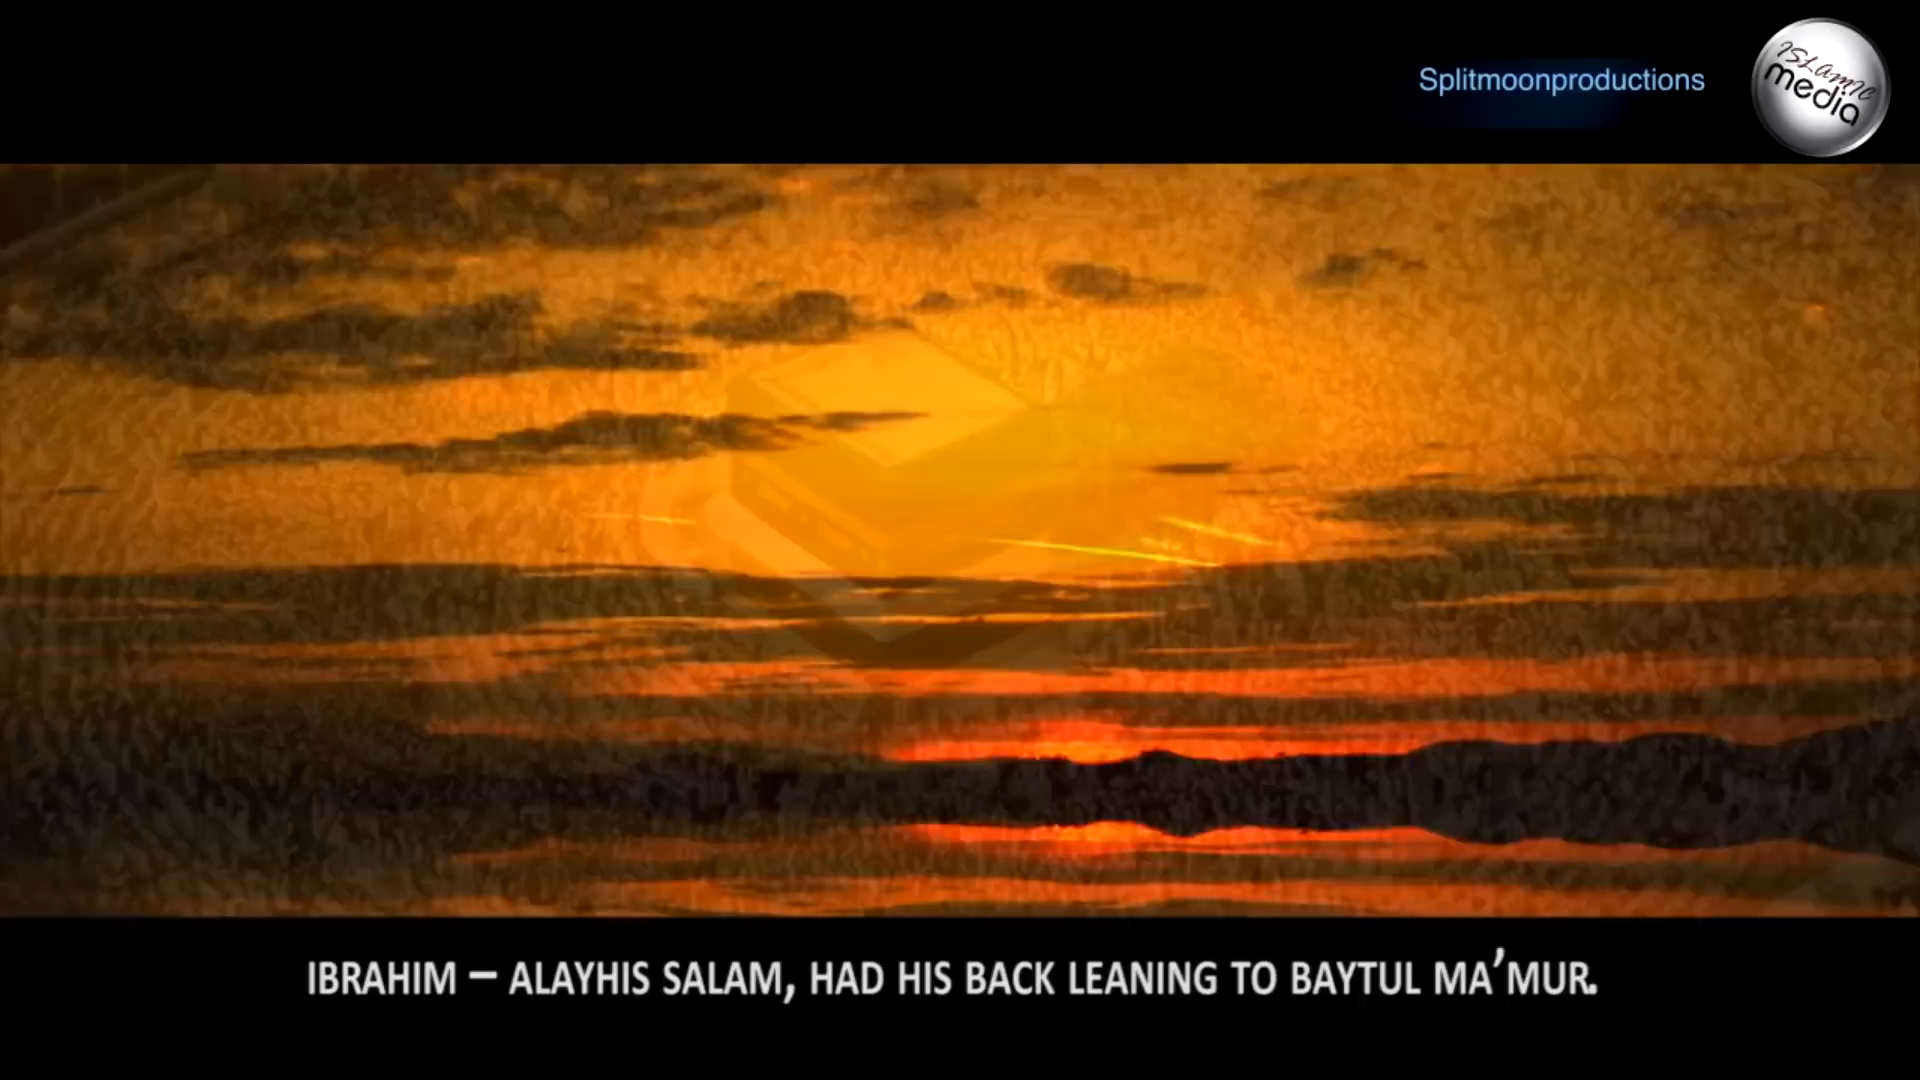 Splitmoonproductions
ISLAMIC
media
IBRAHIM – ALAYHIS SALAM, HAD HIS BACK LEANING TO BAYTUL MA’MUR.